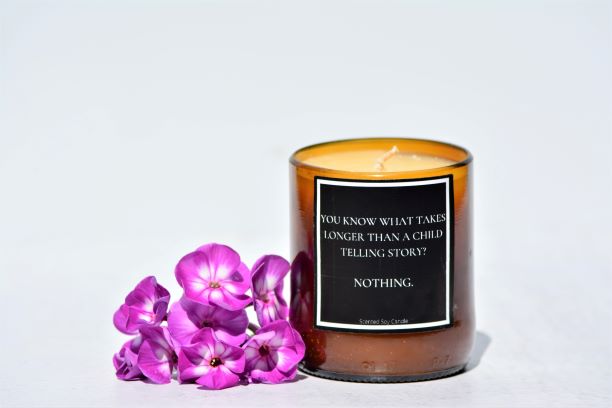 YOU KNOW WHAT TAKES
LONGER THAN A CHILD
TELLING STORY?
NOTHING.
Scented Soy Candle